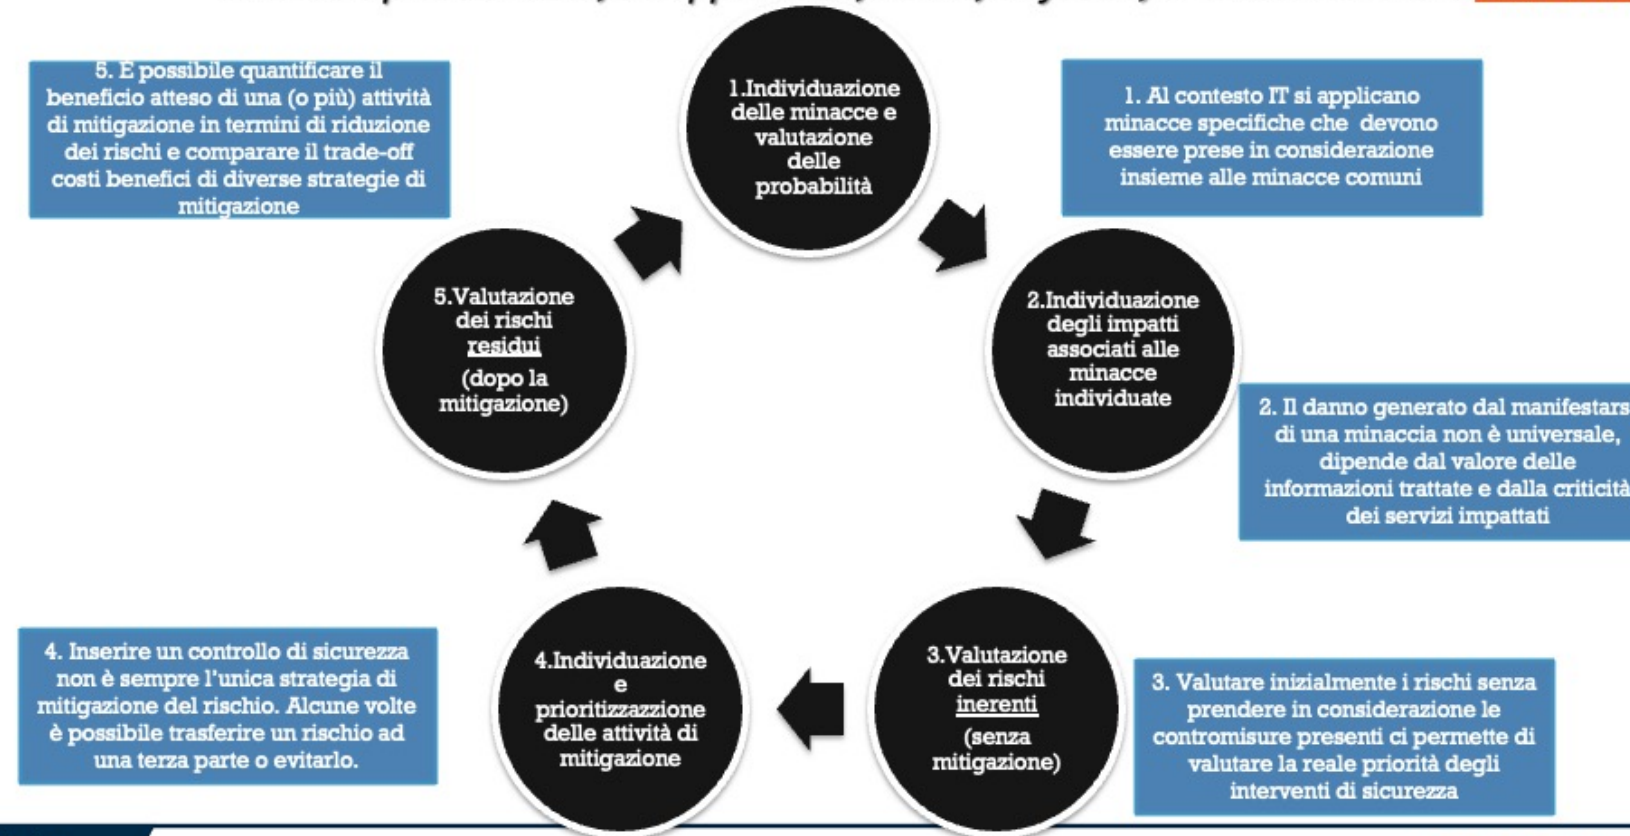 1.Individuazione
delle minacce e
valutazione
delle
probabilità
1. Al contesto IT si applicano
minacce specifiche che devono
essere prese in considerazione
insieme alle minacce comuni
2.Individuazione
degli impatti
associati alle
minacce
individuate
2. Il danno generato dal manifestars
di una minaccia non è universale,
dipende dal valore delle
informazioni trattate e dalla criticità
dei servizi impattati
3.Valutazione
dei rischi
inerenti
(senza
mitigazione)
3. Valutare inizialmente i rischi senza
prendere in considerazione le
contromisure presenti ci permette di
valutare la reale priorità degli
interventi di sicurezza
4.Individuazione
e
prioritizzazzione
delle attività di
mitigazione
4. Inserire un controllo di sicurezza
non è sempre l'unica strategia di
mitigazione del rischio. Alcune volte
è possibile trasferire un rischio ad
una terza parte o evitarlo.
5.Valutazione
dei rischi
residui
(dopo la
mitigazione)
5. E possibile quantificare il
beneficio atteso di una (o più) attività
di mitigazione in termini di riduzione
dei rischi e comparare il trade-off
costi benefici di diverse strategie di
mitigazione